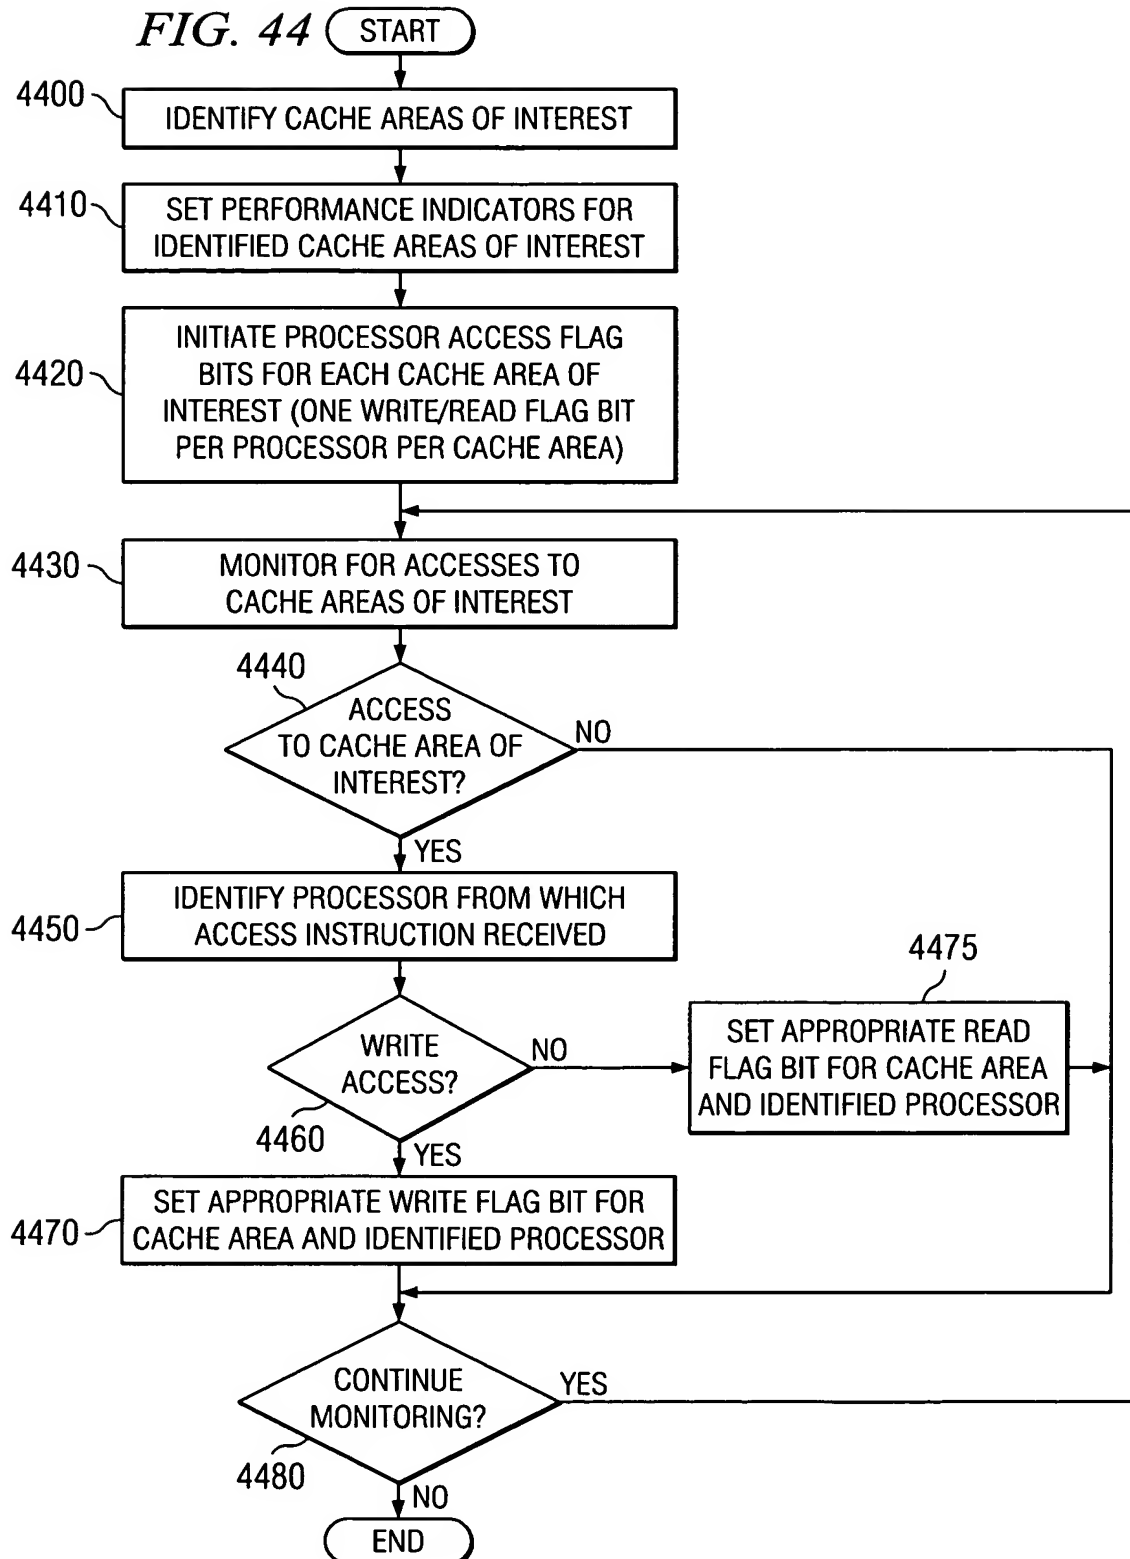 FIG. 44
START
4400
IDENTIFY CACHE AREAS OF INTEREST
4410
SET PERFORMANCE INDICATORS FOR
IDENTIFIED CACHE AREAS OF INTEREST
4420
INITIATE PROCESSOR ACCESS FLAG
BITS FOR EACH CACHE AREA OF
INTEREST (ONE WRITE/READ FLAG BIT
PER PROCESSOR PER CACHE AREA)
4430
MONITOR FOR ACCESSES TO
CACHE AREAS OF INTEREST
4440
ACCESS
TO CACHE AREA OF
INTEREST?
NO
YES
4450
IDENTIFY PROCESSOR FROM WHICH
ACCESS INSTRUCTION RECEIVED
4460
WRITE
ACCESS?
NO
4475
SET APPROPRIATE READ
FLAG BIT FOR CACHE AREA
AND IDENTIFIED PROCESSOR
YES
4470
SET APPROPRIATE WRITE FLAG BIT FOR
CACHE AREA AND IDENTIFIED PROCESSOR
CONTINUE
MONITORING?
YES
4480
NO
END